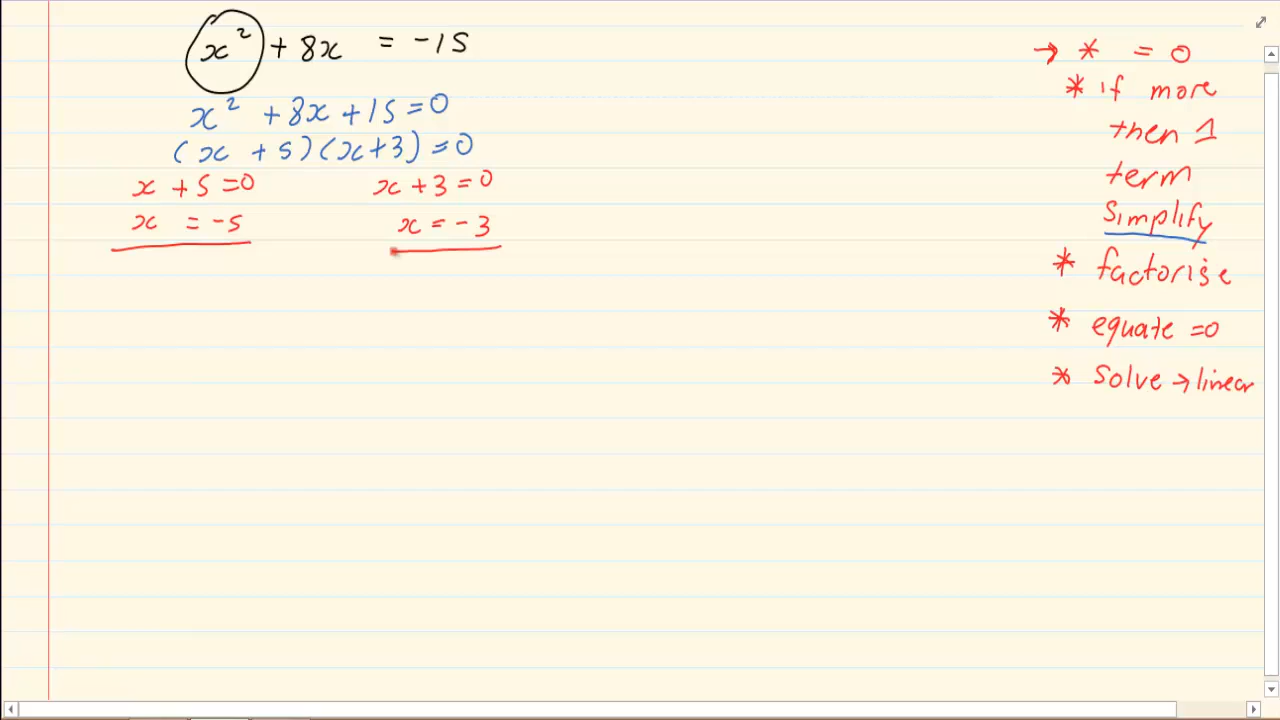 x² + 8x = -15
x² + 8x + 15 = 0
(x + 5)(x + 3) = 0
x + 5 = 0 x + 3 = 0
x = -5 x = -3
→ * = 0
* if more
then 1
term
Simplify
* factorise
* equate = 0
* Solve → linear